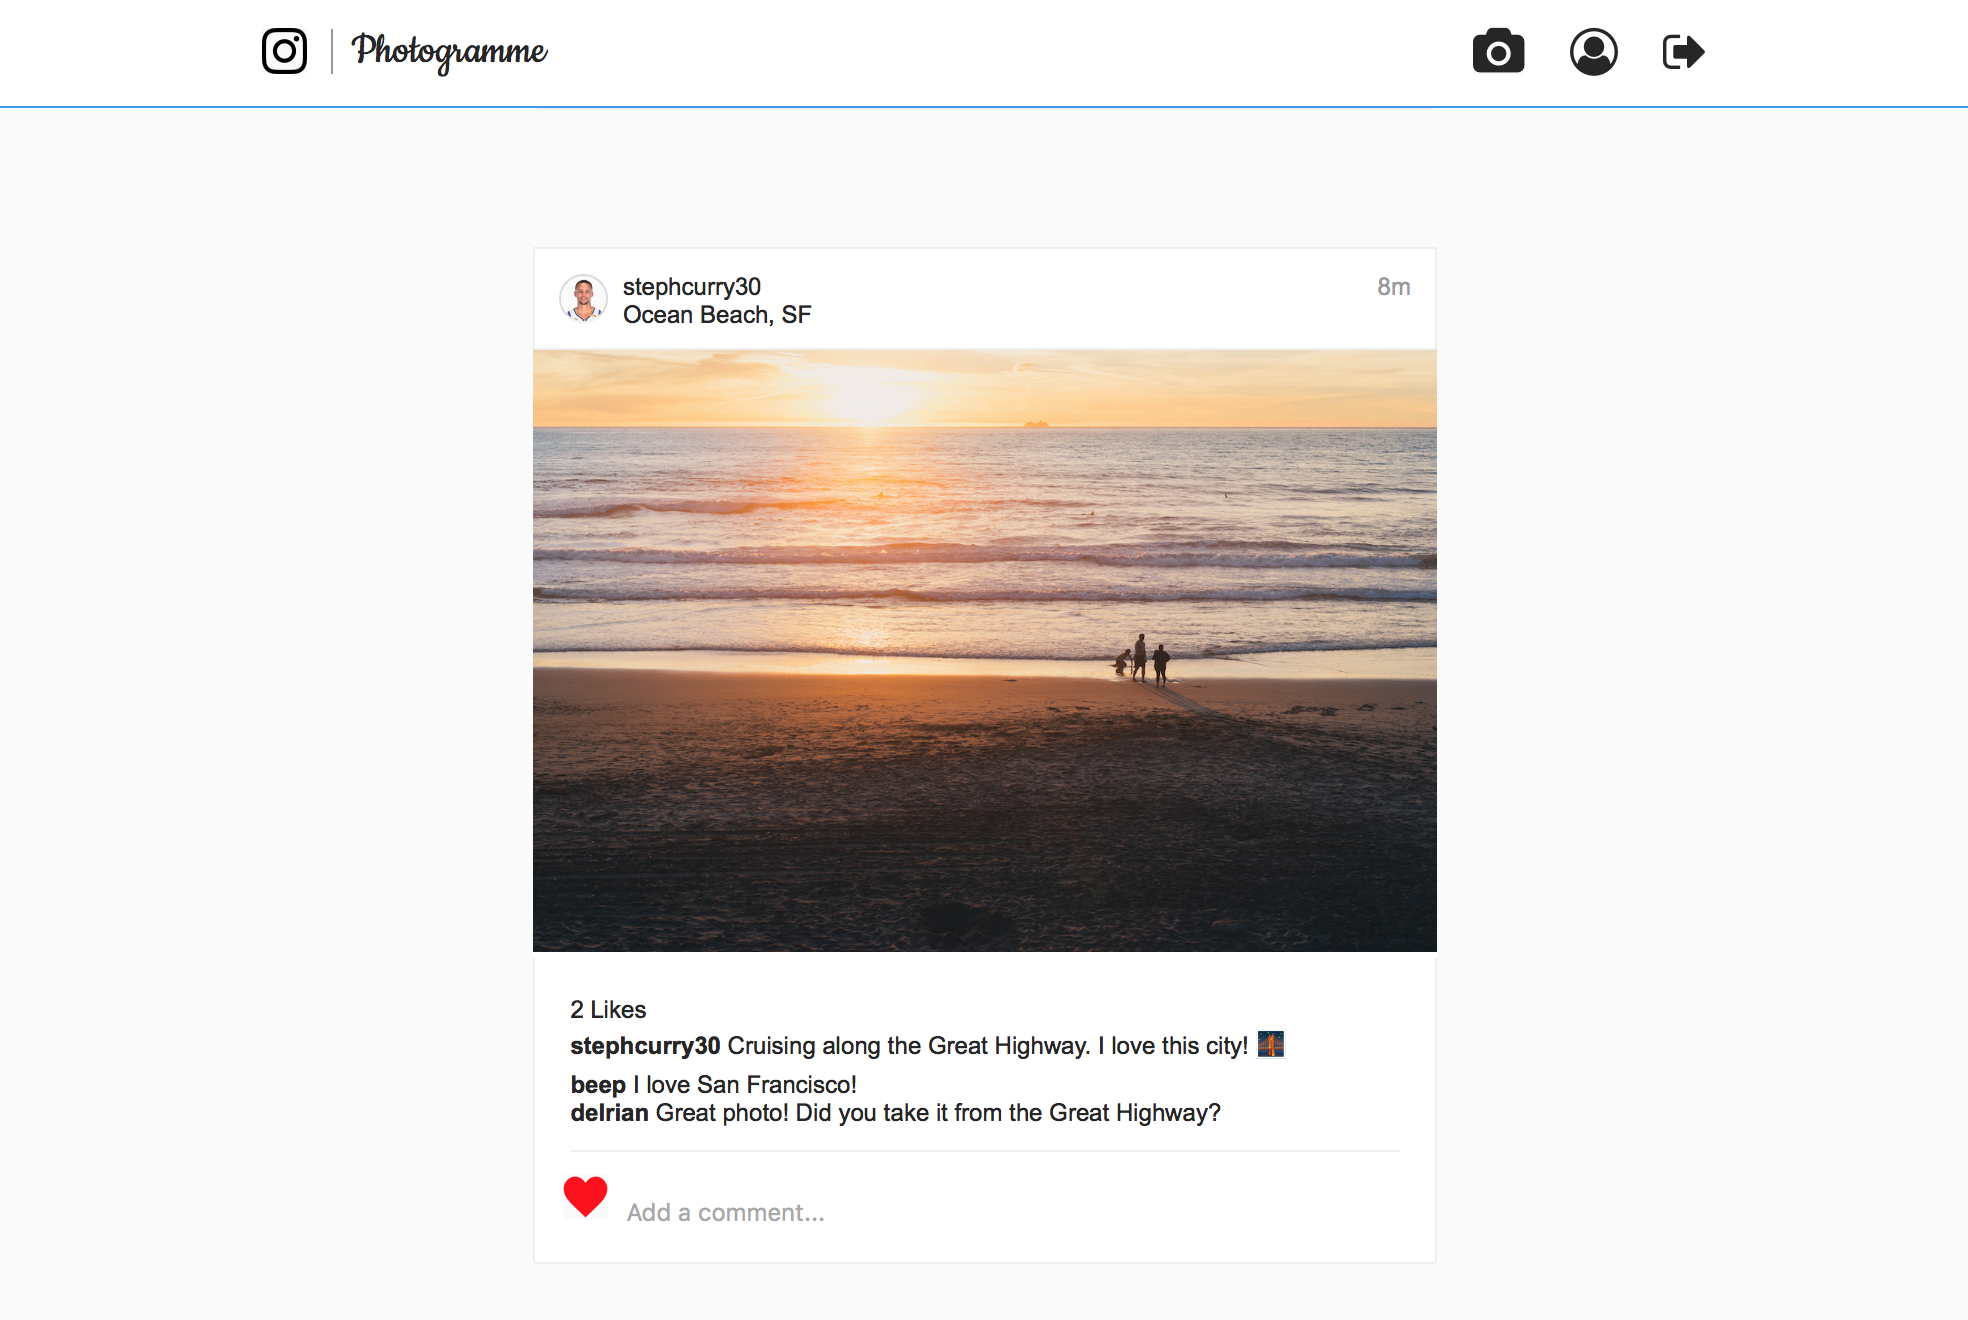 Photogramme
stephcurry30
8m
Ocean Beach, SF
2 Likes
stephcurry30 Cruising along the Great Highway. I love this city! 🌉
beep I love San Francisco!
delrian Great photo! Did you take it from the Great Highway?
Add a comment...